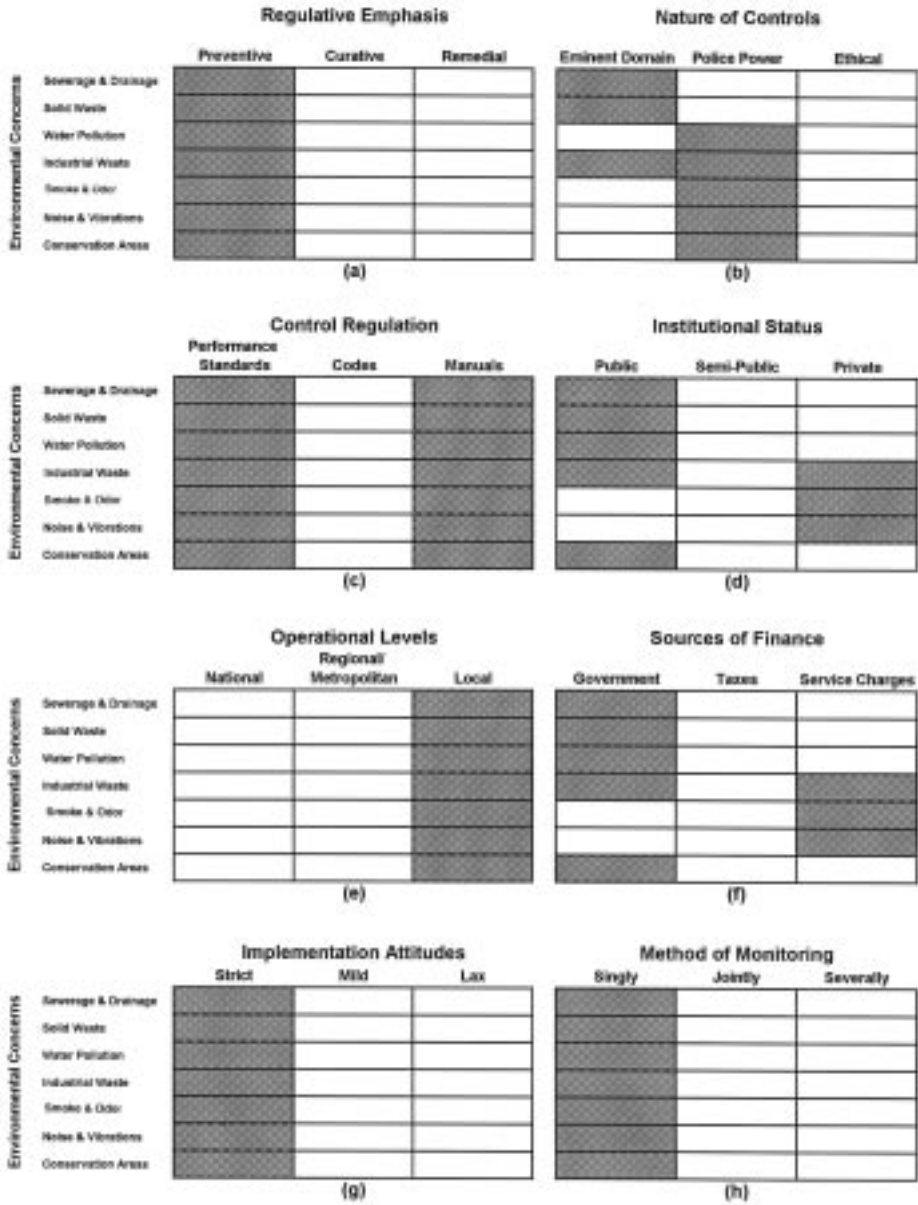 Regulative Emphasis
Preventive Curative Remedial
Environmental Concerns
Sewerage & Drainage
Solid Waste
Water Pollution
Industrial Waste
Smoke & Odor
Noise & Vibrations
Conservation Areas
(a)
Nature of Controls
Eminent Domain Police Power Ethical
(b)
Control Regulation
Performance
Standards Codes Manuals
Environmental Concerns
Sewerage & Drainage
Solid Waste
Water Pollution
Industrial Waste
Smoke & Odor
Noise & Vibrations
Conservation Areas
(c)
Institutional Status
Public Semi-Public Private
(d)
Operational Levels
Regional/
National Metropolitan Local
Environmental Concerns
Sewerage & Drainage
Solid Waste
Water Pollution
Industrial Waste
Smoke & Odor
Noise & Vibrations
Conservation Areas
(e)
Sources of Finance
Government Taxes Service Charges
(f)
Implementation Attitudes
Strict Mild Lax
Environmental Concerns
Sewerage & Drainage
Solid Waste
Water Pollution
Industrial Waste
Smoke & Odor
Noise & Vibrations
Conservation Areas
(g)
Method of Monitoring
Singly Jointly Severally
(h)